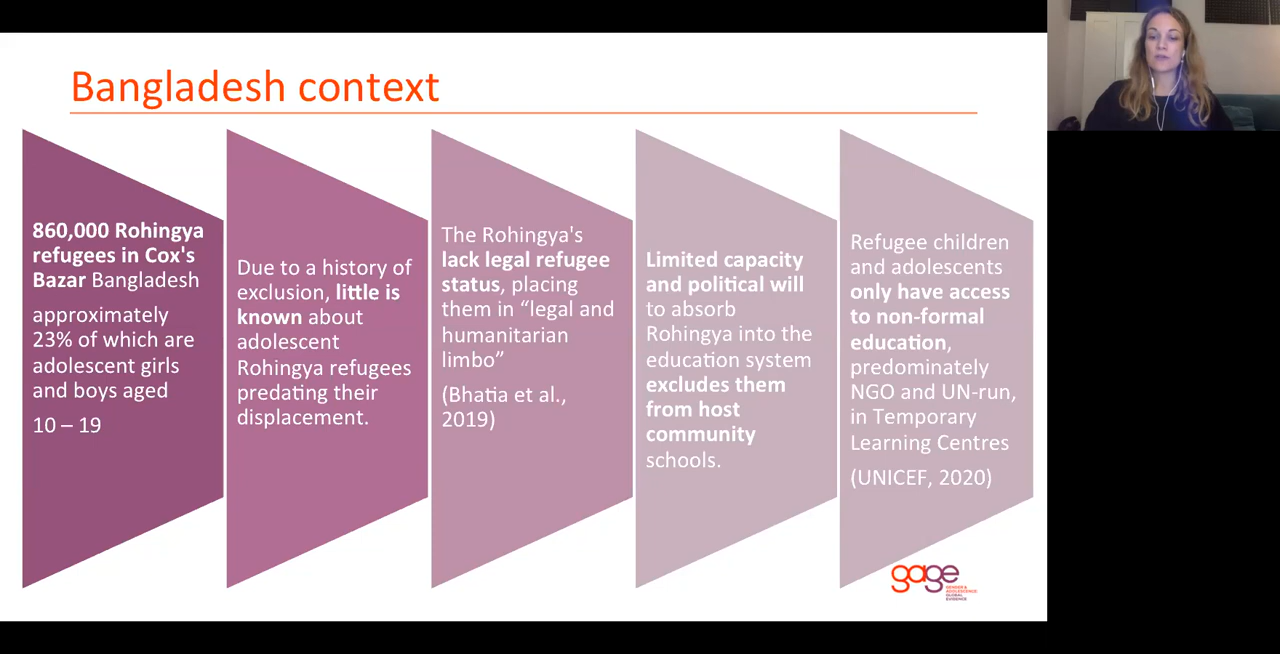 Bangladesh context
860,000 Rohingya
refugees in Cox's
Bazar Bangladesh
approximately
23% of which are
adolescent girls
and boys aged
10 – 19
Due to a history of
exclusion, little is
known about
adolescent
Rohingya refugees
predating their
displacement.
The Rohingya's
lack legal refugee
status, placing
them in “legal and
humanitarian
limbo”
(Bhatia et al.,
2019)
Limited capacity
and political will
to absorb
Rohingya into the
education system
excludes them
from host
community
schools.
Refugee children
and adolescents
only have access
to non-formal
education,
predominately
NGO and UN-run,
in Temporary
Learning Centres
(UNICEF, 2020)
gage
GENDER &
ADOLESCENCE
GLOBAL
EVIDENCE